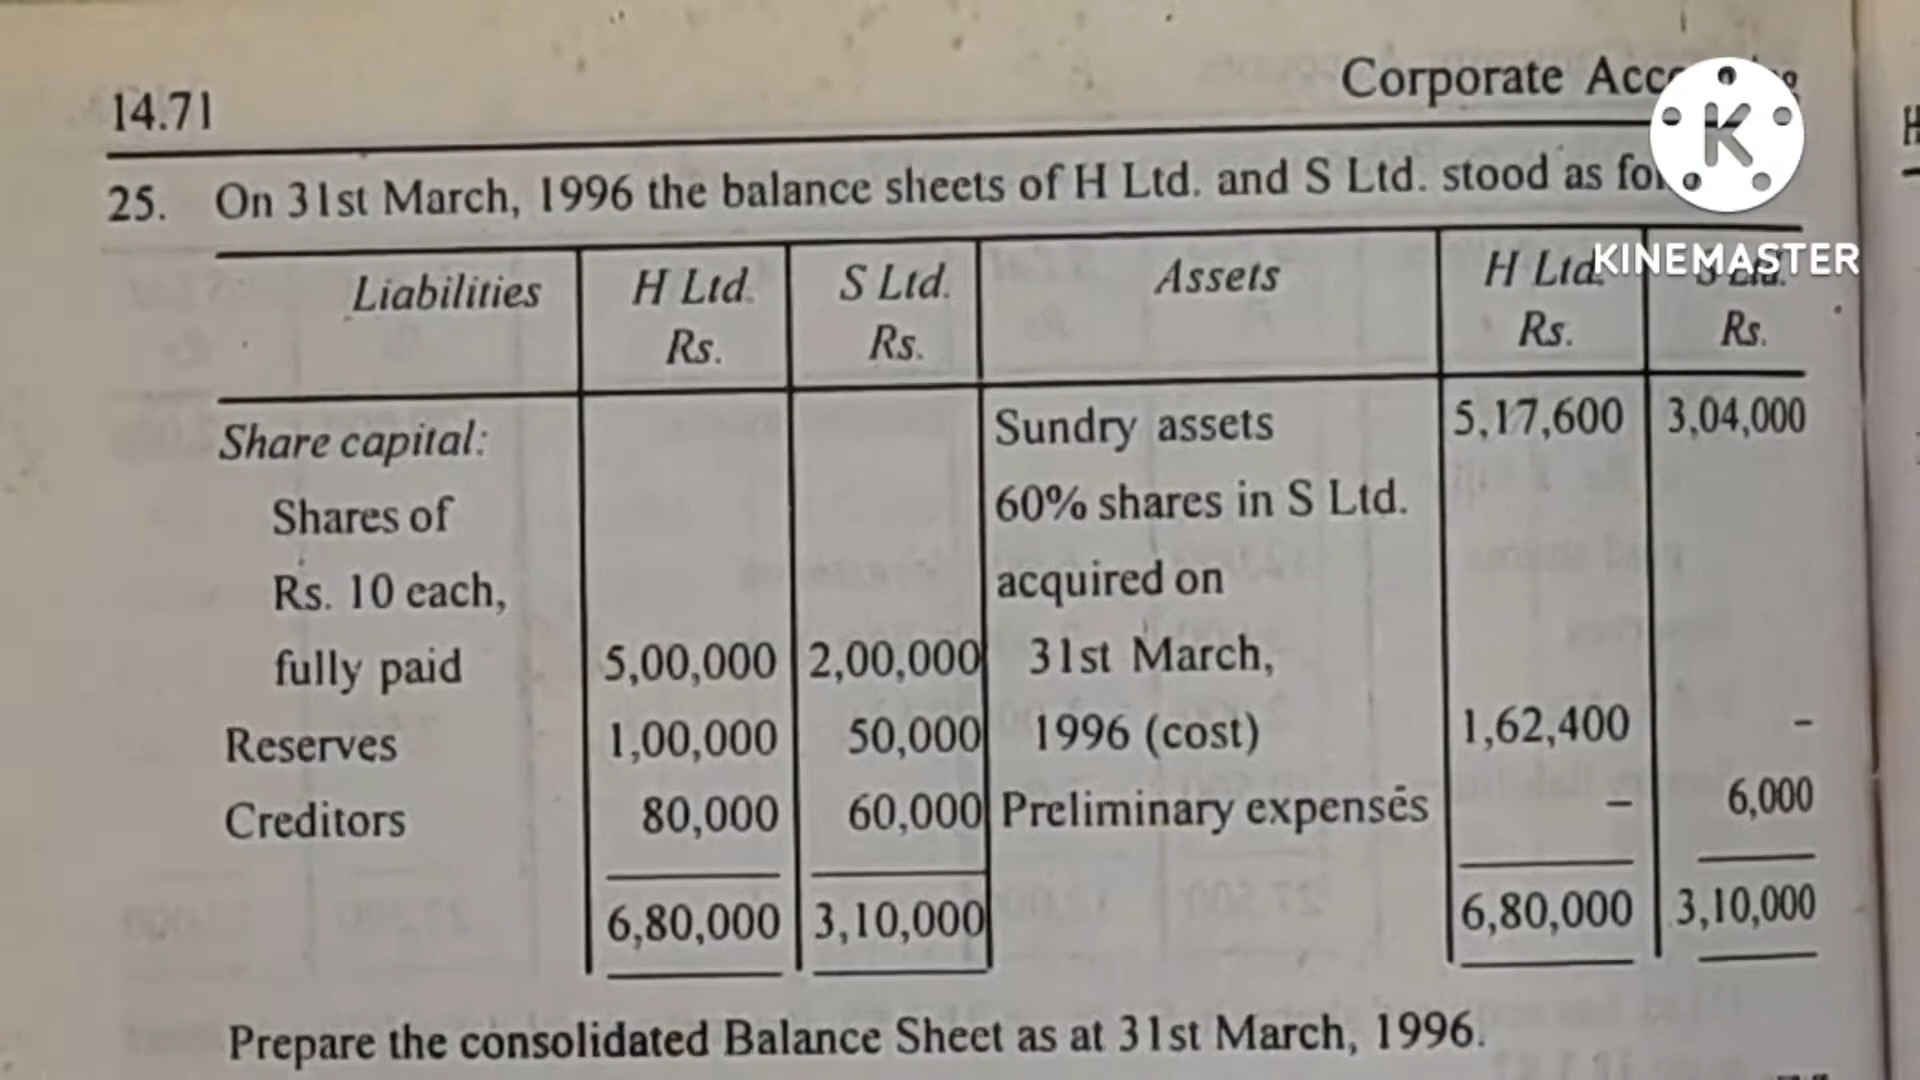 14.71
Corporate
25. On 31st March, 1996 the balance sheets of H Ltd. and S Ltd. stood as
KINEMASTER
Liabilities H Ltd. S Ltd. Assets H Ltd.
Rs. Rs. Rs. Rs.
Share capital: Sundry assets 5,17,600 3,04,000
Shares of 60% shares in S Ltd.
Rs. 10 each, acquired on
fully paid 5,00,000 2,00,000 31st March,
Reserves 1,00,000 50,000 1996 (cost) 1,62,400 –
Creditors 80,000 60,000 Preliminary expenses – 6,000
6,80,000 3,10,000 6,80,000 3,10,000
Prepare the consolidated Balance Sheet as at 31st March, 1996.